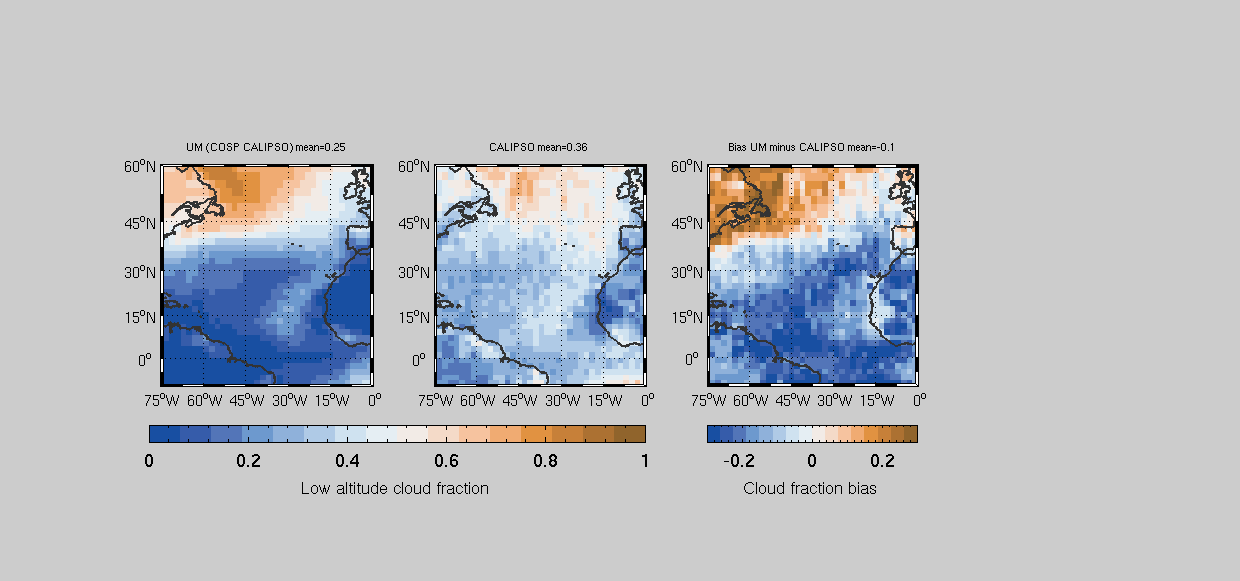 UM (COSP CALIPSO) mean=0.25
CALIPSO mean=0.36
Bias UM minus CALIPSO mean=-0.1
60°N
45°N
30°N
15°N
0°
75°W 60°W 45°W 30°W 15°W 0°
60°N
45°N
30°N
15°N
0°
75°W 60°W 45°W 30°W 15°W 0°
60°N
45°N
30°N
15°N
0°
75°W 60°W 45°W 30°W 15°W 0°
0 0.2 0.4 0.6 0.8 1
Low altitude cloud fraction
-0.2 0 0.2
Cloud fraction bias